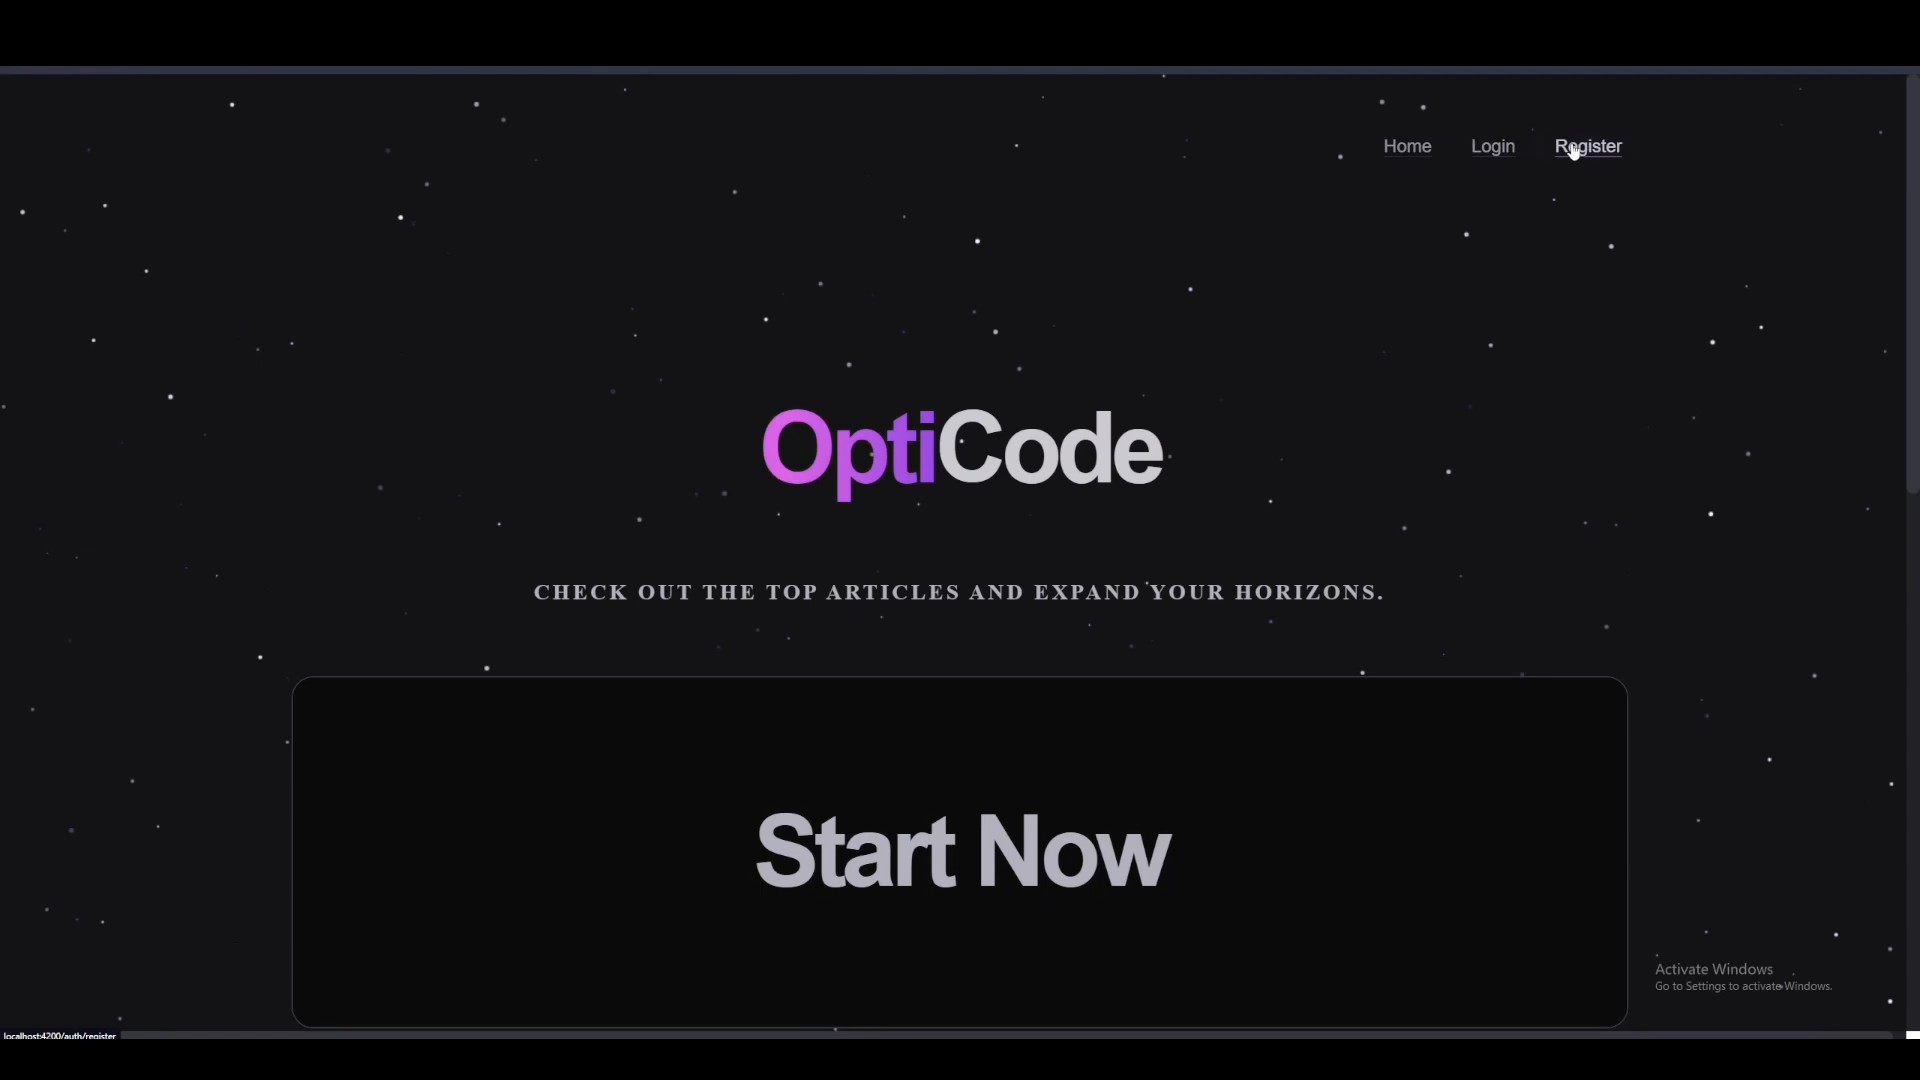 Home Login Register
OptiCode
CHECK OUT THE TOP ARTICLES AND EXPAND YOUR HORIZONS.
Start Now
Activate Windows
Go to Settings to activate Windows.
localhost:4200/auth/register